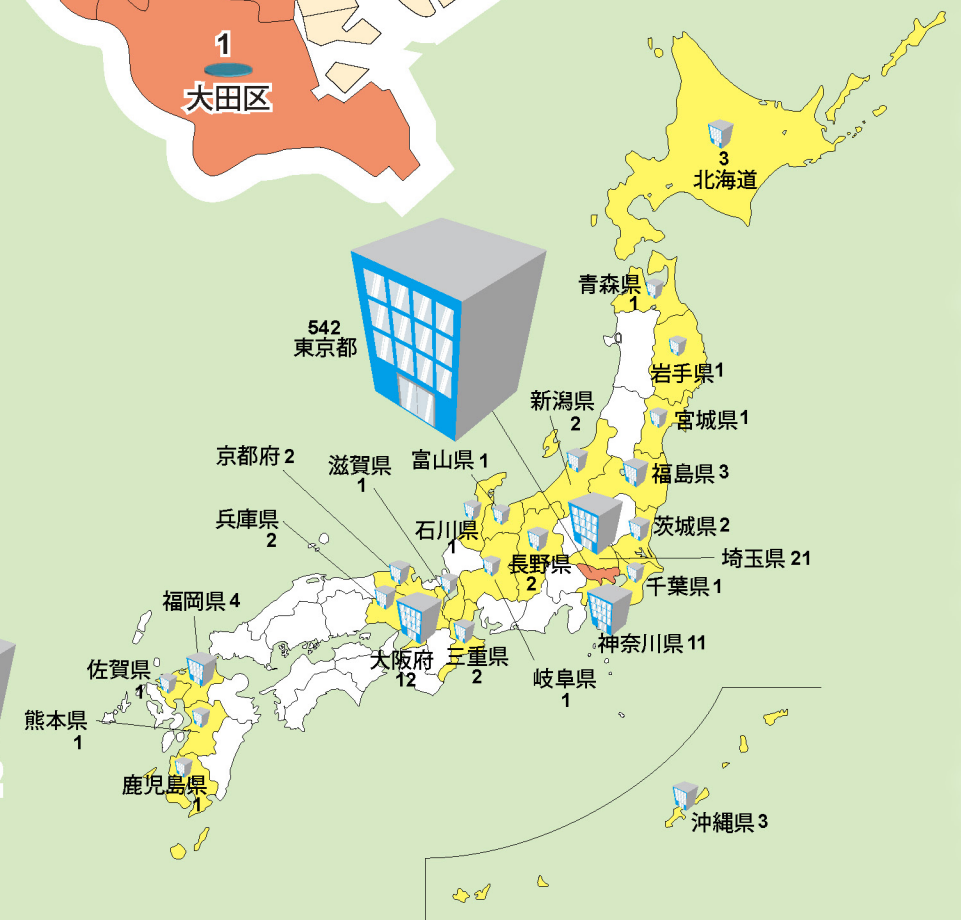 1
大田区
3
北海道
青森県
1
542
東京都
岩手県1
新潟県
2
宮城県1
京都府2
滋賀県
1
富山県1
福島県3
兵庫県
2
石川県
1
茨城県2
長野県
2
埼玉県21
千葉県1
福岡県4
神奈川県11
佐賀県
1
大阪府
12
三重県
2
岐阜県
1
熊本県
1
鹿児島県
1
沖縄県3